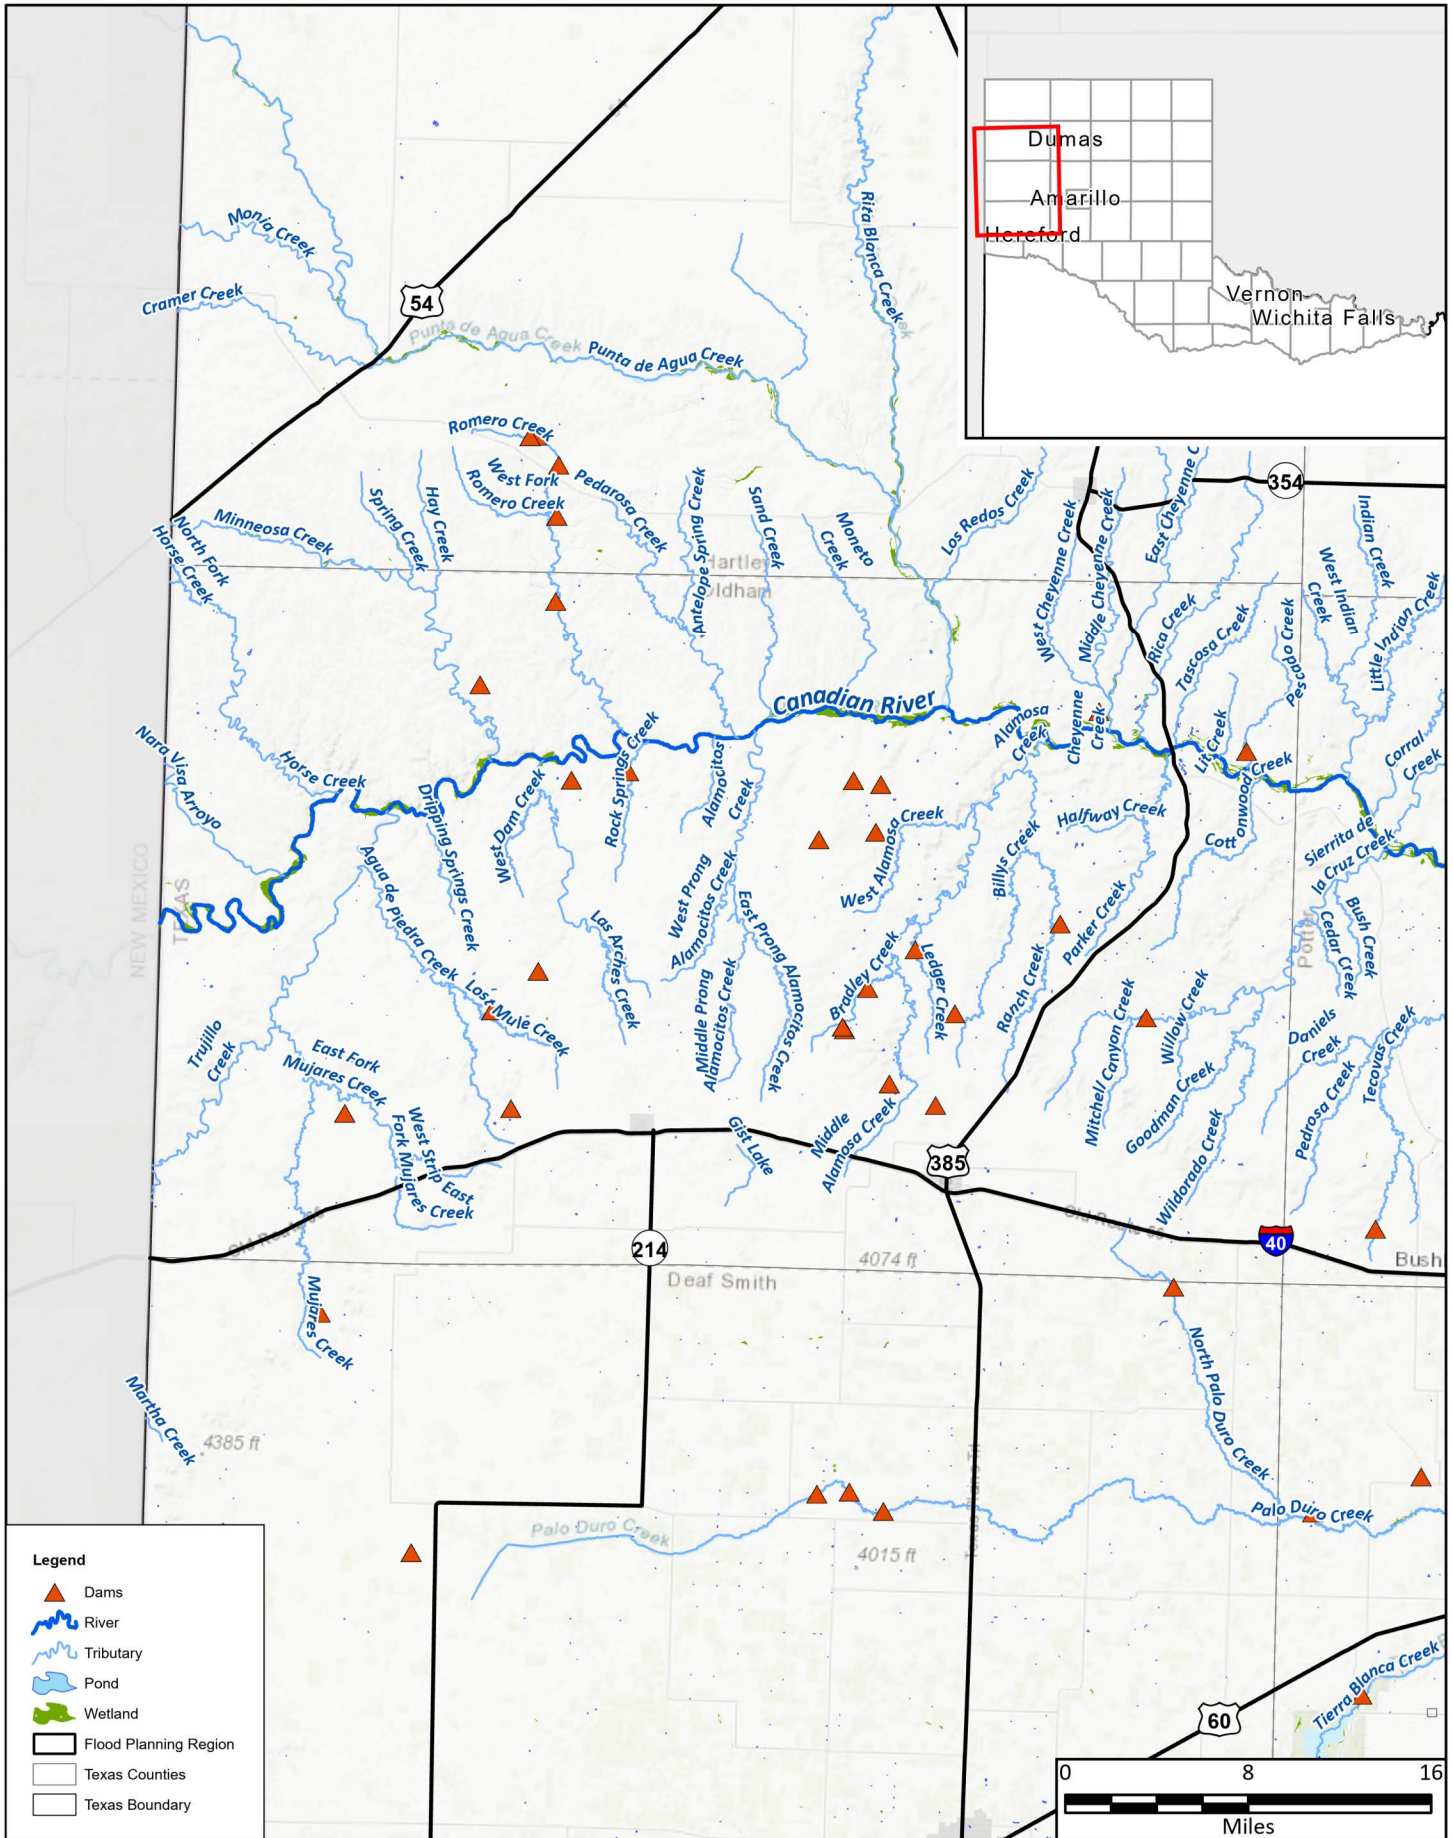 Dumas
Amarillo
Hereford
Vernon
Wichita Falls
Monia Creek
Cramer Creek
54
54
Punta de Agua Creek
Punta de Agua Creek
Rita Blanca Creek
Romero Creek
West Fork
Romero Creek
Pedarosa Creek
Spring Creek
Hay Creek
Minneosa Creek
North Fork
Horse Creek
Antelope Spring Creek
Sand Creek
Moneto
Creek
Los Redos Creek
Hartley
Oldham
West Cheyenne Creek
Middle Cheyenne Creek
East Cheyenne C
354
Indian Creek
West Indian
Creek
Little Indian Creek
Rica Creek
Tascosa Creek
Pescado Creek
Canadian River
Alamosa
Creek
Cheyenne
Creek
Lit Creek
Cottonwood Creek
Corral
Creek
Sierrita de
la Cruz Creek
Nara Visa Arroyo
Horse Creek
Dripping Springs Creek
West Dam Creek
Rock Springs Creek
Alamocitos
Creek
Halfway Creek
Billys Creek
West Alamosa Creek
Agua de Piedra Creek
Las Arches Creek
West Prong
Alamocitos Creek
East Prong Alamocitos Creek
Middle Prong
Alamocitos Creek
NEW MEXICO
TEXAS
Lost Mule Creek
Bradley Creek
Ledger Creek
Ranch Creek
Parker Creek
Potter
Bush Creek
Cedar Creek
Trujillo
Creek
East Fork
Mujares Creek
West Strip East
Fork Mujares Creek
Mitchell Canyon Creek
Willow Creek
Goodman Creek
Daniels
Creek
Pedrosa Creek
Tecovas Creek
Wildorado Creek
Gist Lake
Middle
Alamosa Creek
385
Old Route 66
Old Route 66
214
40
Bush
4074 ft
Deaf Smith
Mujares Creek
Martha Creek
4385 ft
North Palo Duro Creek
Palo Duro Creek
Palo Duro Creek
4015 ft
60
Tierra Blanca Creek
Legend
Dams
River
Tributary
Pond
Wetland
Flood Planning Region
Texas Counties
Texas Boundary
0 8 16
Miles